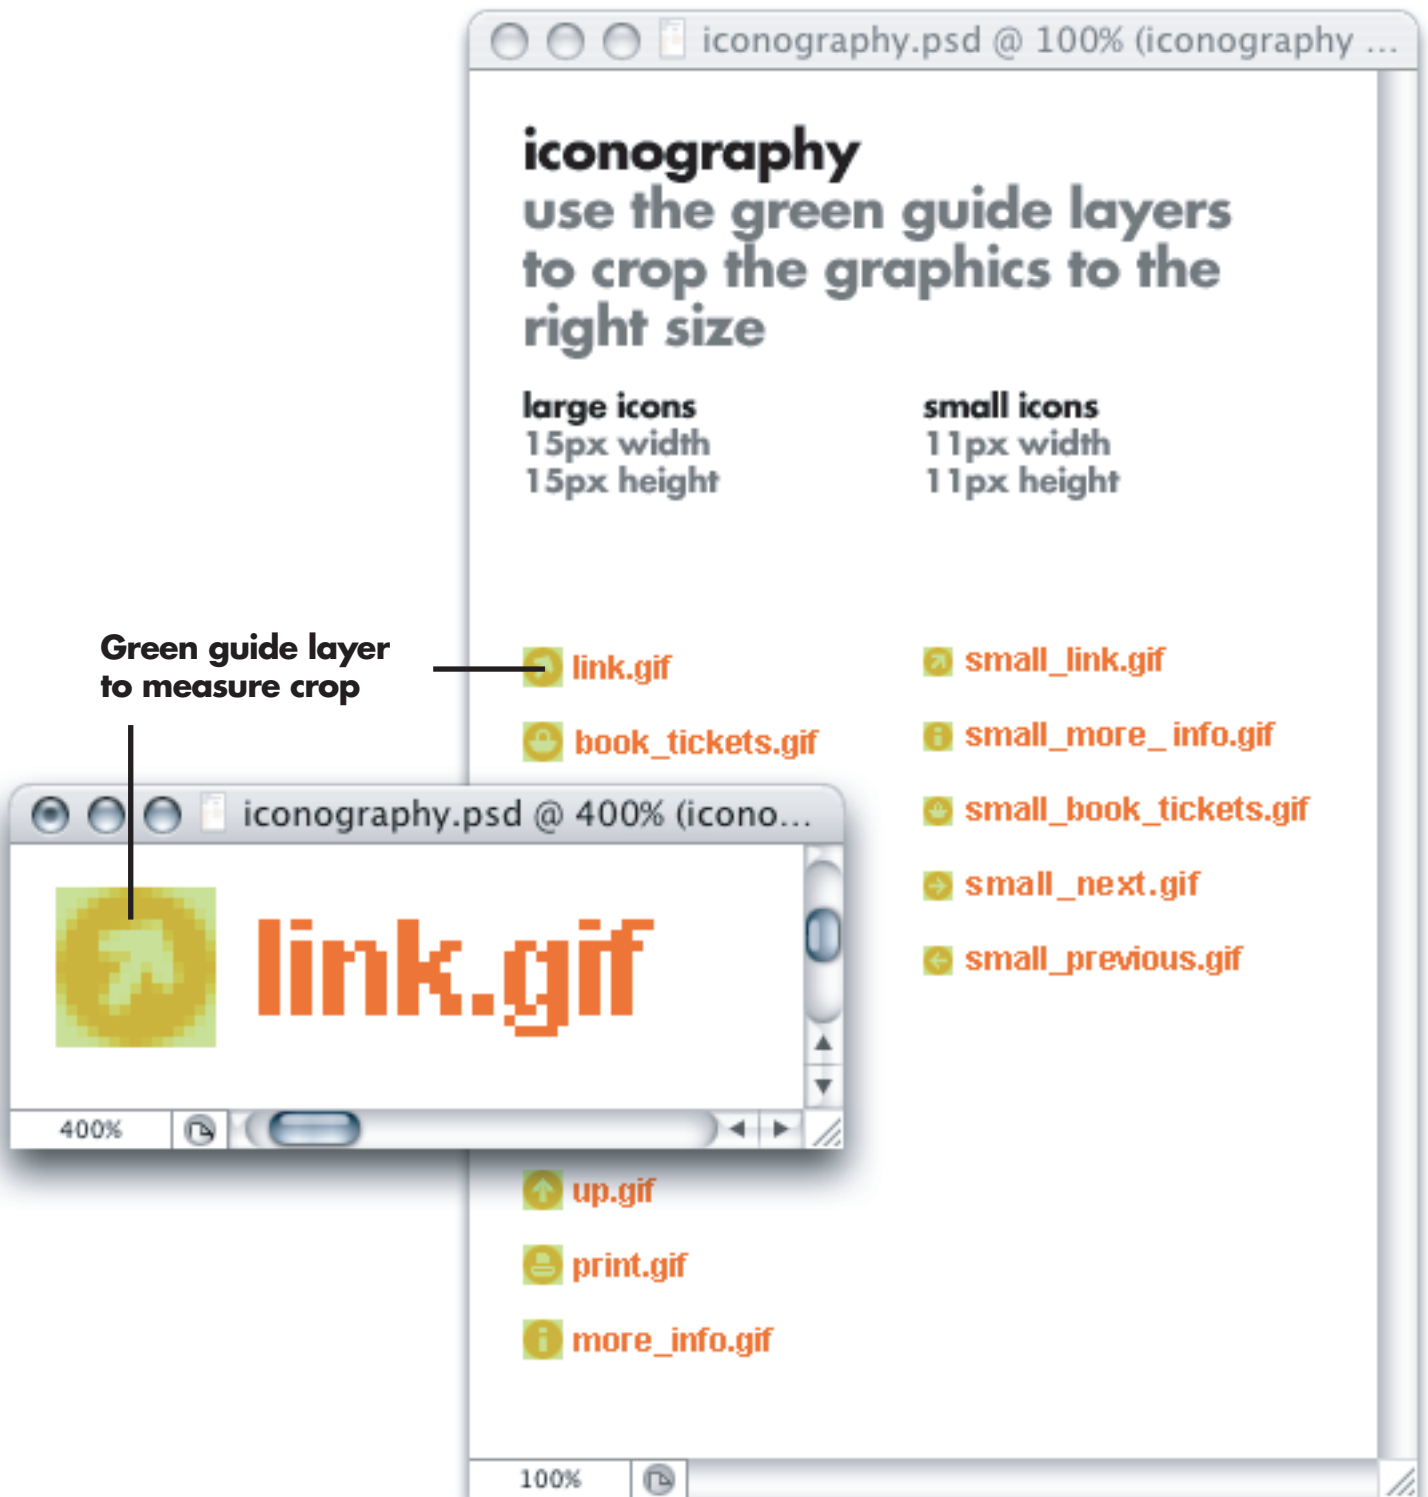 iconography.psd @ 100% (iconography ...
iconography
use the green guide layers
to crop the graphics to the
right size
large icons
15px width
15px height
small icons
11px width
11px height
Green guide layer
to measure crop
link.gif
book_tickets.gif
small_link.gif
small_more_info.gif
small_book_tickets.gif
small_next.gif
small_previous.gif
iconography.psd @ 400% (icono...
link.gif
400%
up.gif
print.gif
more_info.gif
100%